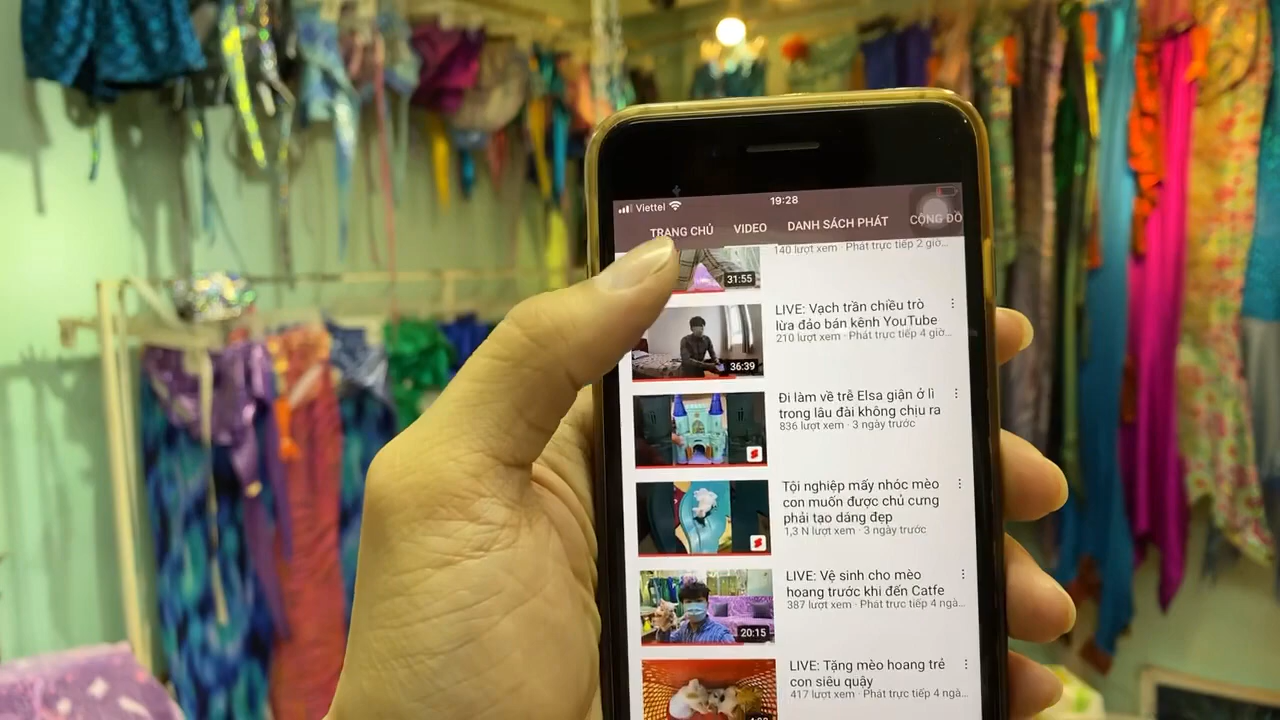 Viettel 19:28
TRANG CHỦ VIDEO DANH SÁCH PHÁT CỘNG ĐỒ
140 lượt xem · Phát trực tiếp 2 giờ...
31:55
LIVE: Vạch trần chiều trò
lừa đảo bán kênh YouTube
210 lượt xem · Phát trực tiếp 4 giờ...
36:39
Đi làm về trễ Elsa giận ở lì
trong lâu đài không chịu ra
836 lượt xem · 3 ngày trước
Tội nghiệp mấy nhóc mèo
con muốn được chủ cưng
phải tạo dáng đẹp
1,3 N lượt xem · 3 ngày trước
LIVE: Vệ sinh cho mèo
hoang trước khi đến Catfe
387 lượt xem · Phát trực tiếp 4 ngà...
20:15
LIVE: Tặng mèo hoang trẻ
con siêu quậy
417 lượt xem · Phát trực tiếp 4 ngà...